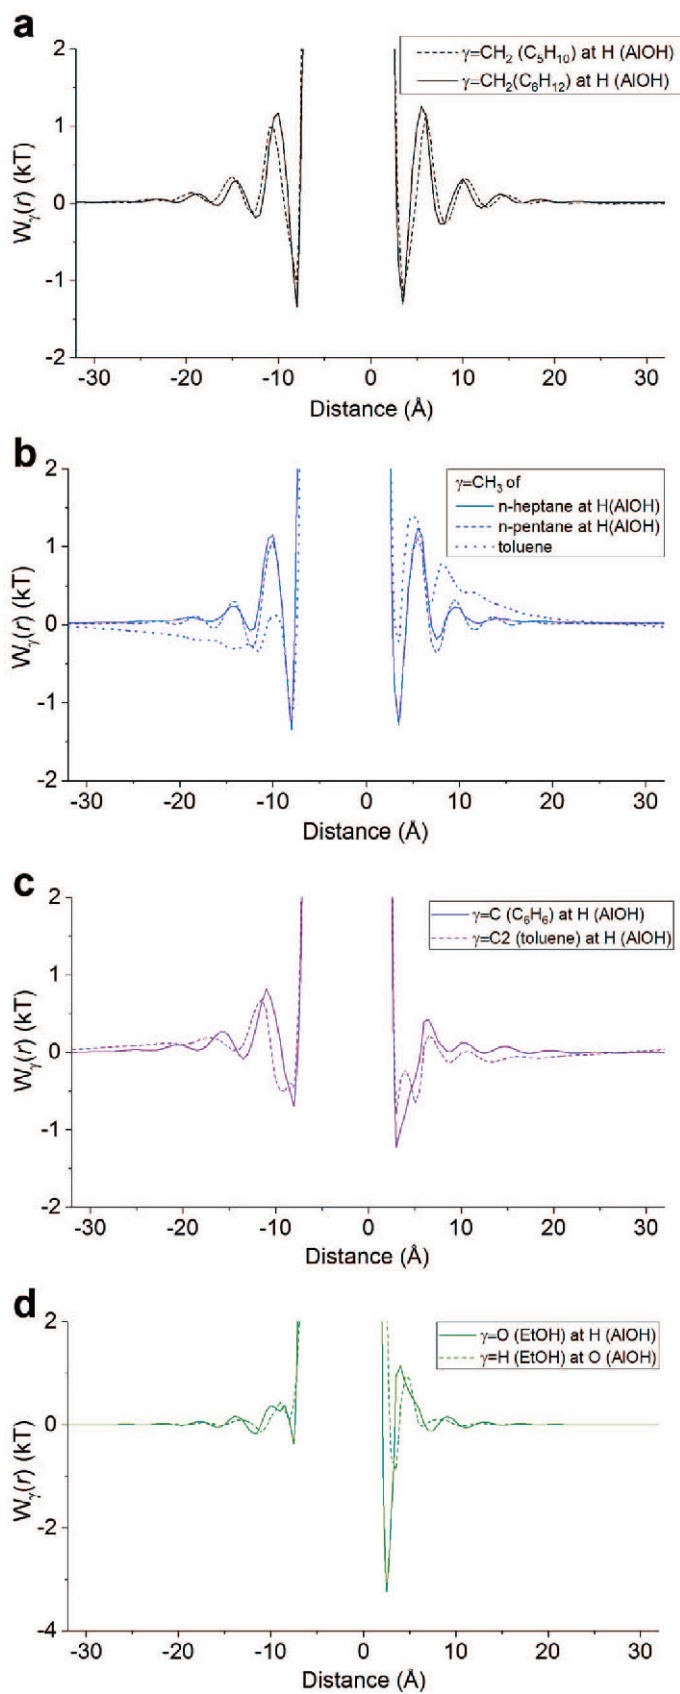 a
γ=CH₂ (C₅H₁₀) at H (AlOH)
γ=CH₂(C₆H₁₂) at H (AlOH)
2
1
0
-1
-2
Wγ(r) (kT)
-30 -20 -10 0 10 20 30
Distance (Å)
b
γ=CH₃ of
n-heptane at H(AlOH)
n-pentane at H(AlOH)
toluene
2
1
0
-1
-2
Wγ(r) (kT)
-30 -20 -10 0 10 20 30
Distance (Å)
c
γ=C (C₆H₆) at H (AlOH)
γ=C2 (toluene) at H (AlOH)
2
1
0
-1
-2
Wγ(r) (kT)
-30 -20 -10 0 10 20 30
Distance (Å)
d
γ=O (EtOH) at H (AlOH)
γ=H (EtOH) at O (AlOH)
2
0
-2
-4
Wγ(r) (kT)
-30 -20 -10 0 10 20 30
Distance (Å)